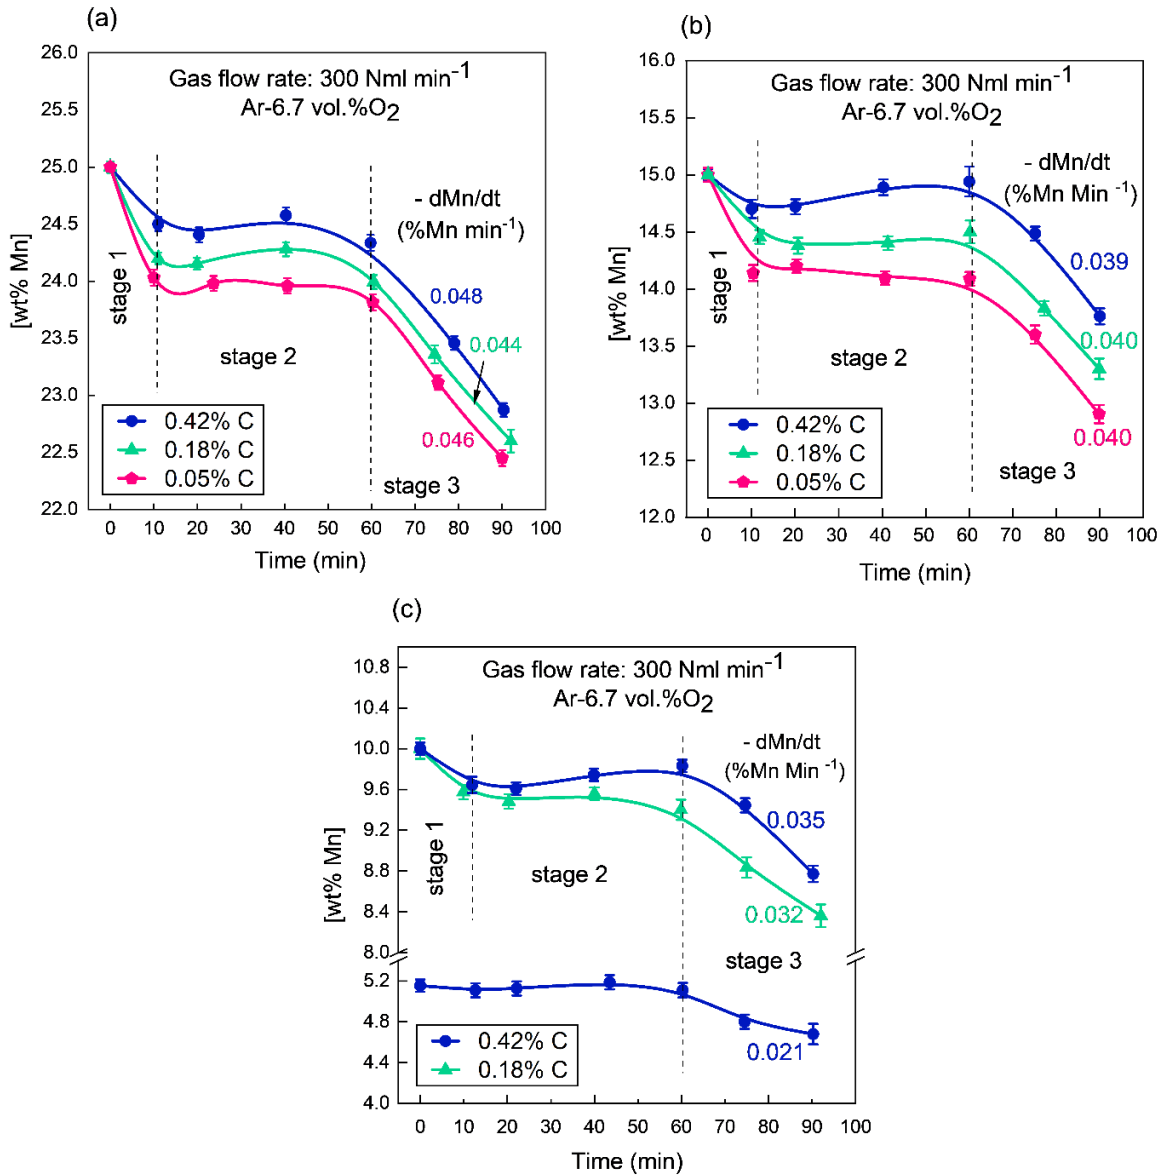 (a)
Gas flow rate: 300 Nml min⁻¹
Ar-6.7 vol.%O₂
- dMn/dt
(%Mn min⁻¹)
[wt% Mn]
26.0
25.5
25.0
24.5
24.0
23.5
23.0
22.5
22.0
stage 1
stage 2
stage 3
0.048
0.044
0.046
0.42% C
0.18% C
0.05% C
0 10 20 30 40 50 60 70 80 90 100
Time (min)
(b)
Gas flow rate: 300 Nml min⁻¹
Ar-6.7 vol.%O₂
- dMn/dt
(%Mn Min ⁻¹)
[wt% Mn]
16.0
15.5
15.0
14.5
14.0
13.5
13.0
12.5
12.0
stage 1
stage 2
stage 3
0.039
0.040
0.040
0.42% C
0.18% C
0.05% C
0 10 20 30 40 50 60 70 80 90 100
Time (min)
(c)
Gas flow rate: 300 Nml min⁻¹
Ar-6.7 vol.%O₂
- dMn/dt
(%Mn Min ⁻¹)
[wt% Mn]
10.8
10.4
10.0
9.6
9.2
8.8
8.4
8.0
5.2
4.8
4.4
4.0
stage 1
stage 2
stage 3
0.035
0.032
0.021
0.42% C
0.18% C
0 10 20 30 40 50 60 70 80 90 100
Time (min)